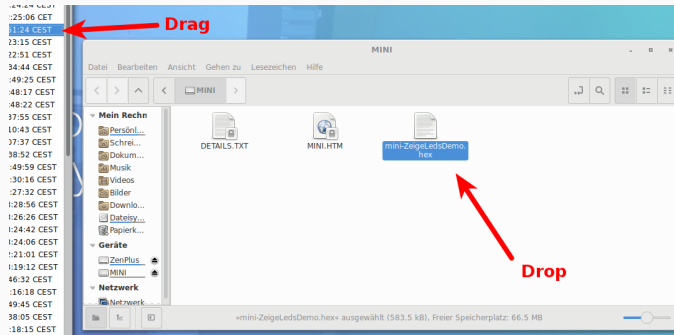 :24:24 CEST
:25:06 CET
51:24 CEST
23:15 CEST
22:51 CEST
34:44 CEST
:49:25 CEST
:48:17 CEST
:48:22 CEST
37:55 CEST
10:43 CEST
07:37 CEST
38:52 CEST
:49:59 CEST
:30:16 CEST
:27:32 CEST
:28:56 CEST
:26:26 CEST
:24:42 CEST
:24:06 CEST
:21:01 CEST
:19:12 CEST
46:32 CEST
:16:18 CEST
:49:45 CEST
38:05 CEST
:18:15 CEST
Drag
MINI
Datei Bearbeiten Ansicht Gehen zu Lesezeichen Hilfe
MINI
Mein Rechn
Persönl...
Schrei...
Dokum...
Musik
Videos
Bilder
Downlo...
Dateisy...
Papierk...
Geräte
ZenPlus
MINI
Netzwerk
Netzwerk
DETAILS.TXT
MINI.HTM
mini-ZeigeLedsDemo.
hex
Drop
»mini-ZeigeLedsDemo.hex« ausgewählt (583.5 kB), Freier Speicherplatz: 66.5 MB